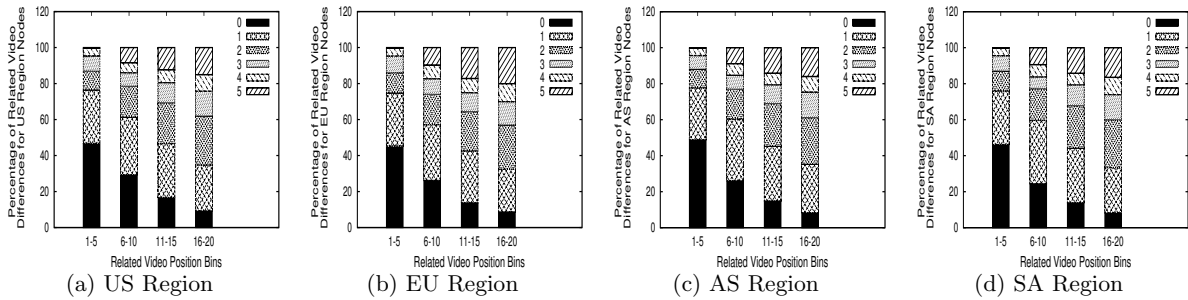 Percentage of Related Video
Differences for US Region Nodes
120
100
80
60
40
20
0
0
1
2
3
4
5
1-5 6-10 11-15 16-20
Related Video Position Bins
(a) US Region
Percentage of Related Video
Differences for EU Region Nodes
120
100
80
60
40
20
0
0
1
2
3
4
5
1-5 6-10 11-15 16-20
Related Video Position Bins
(b) EU Region
Percentage of Related Video
Differences for AS Region Nodes
120
100
80
60
40
20
0
0
1
2
3
4
5
1-5 6-10 11-15 16-20
Related Video Position Bins
(c) AS Region
Percentage of Related Video
Differences for SA Region Nodes
120
100
80
60
40
20
0
0
1
2
3
4
5
1-5 6-10 11-15 16-20
Related Video Position Bins
(d) SA Region